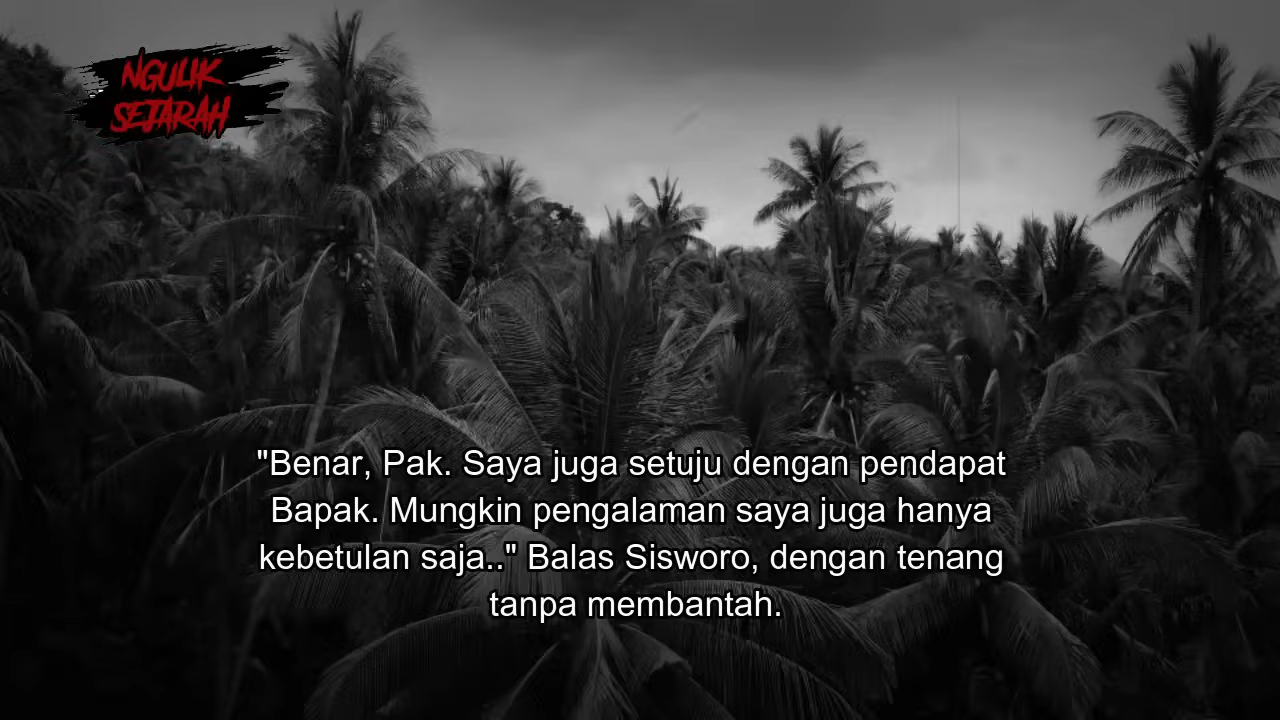 NGULIK
SEJARAH
"Benar, Pak. Saya juga setuju dengan pendapat
Bapak. Mungkin pengalaman saya juga hanya
kebetulan saja.." Balas Sisworo, dengan tenang
tanpa membantah.